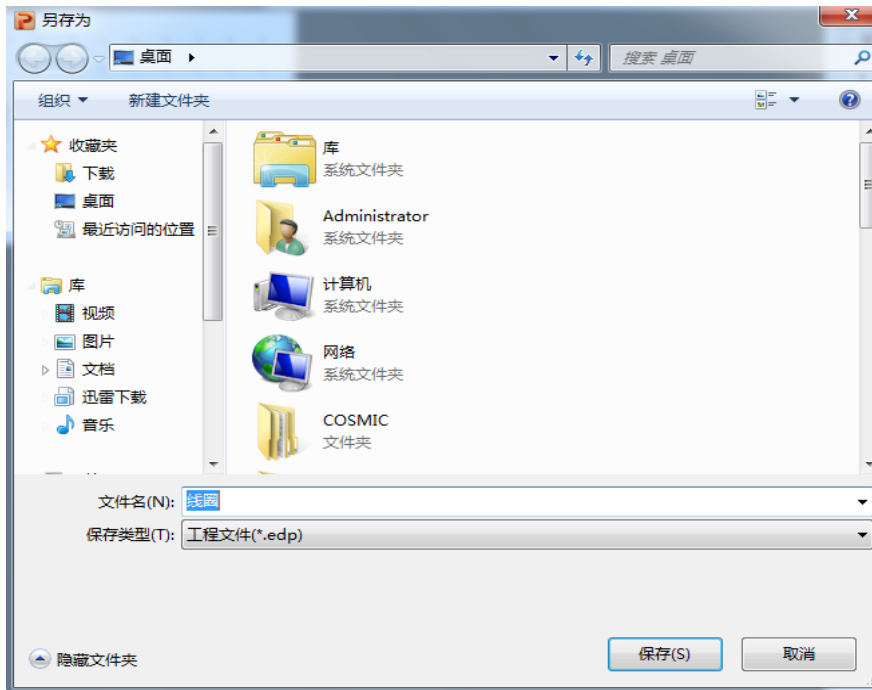 另存为
桌面
搜索 桌面
组织
新建文件夹
收藏夹
下载
桌面
最近访问的位置
库
视频
图片
文档
迅雷下载
音乐
库
系统文件夹
Administrator
系统文件夹
计算机
系统文件夹
网络
系统文件夹
COSMIC
文件夹
文件名(N): 线圈
保存类型(T): 工程文件(*.edp)
隐藏文件夹
保存(S)
取消